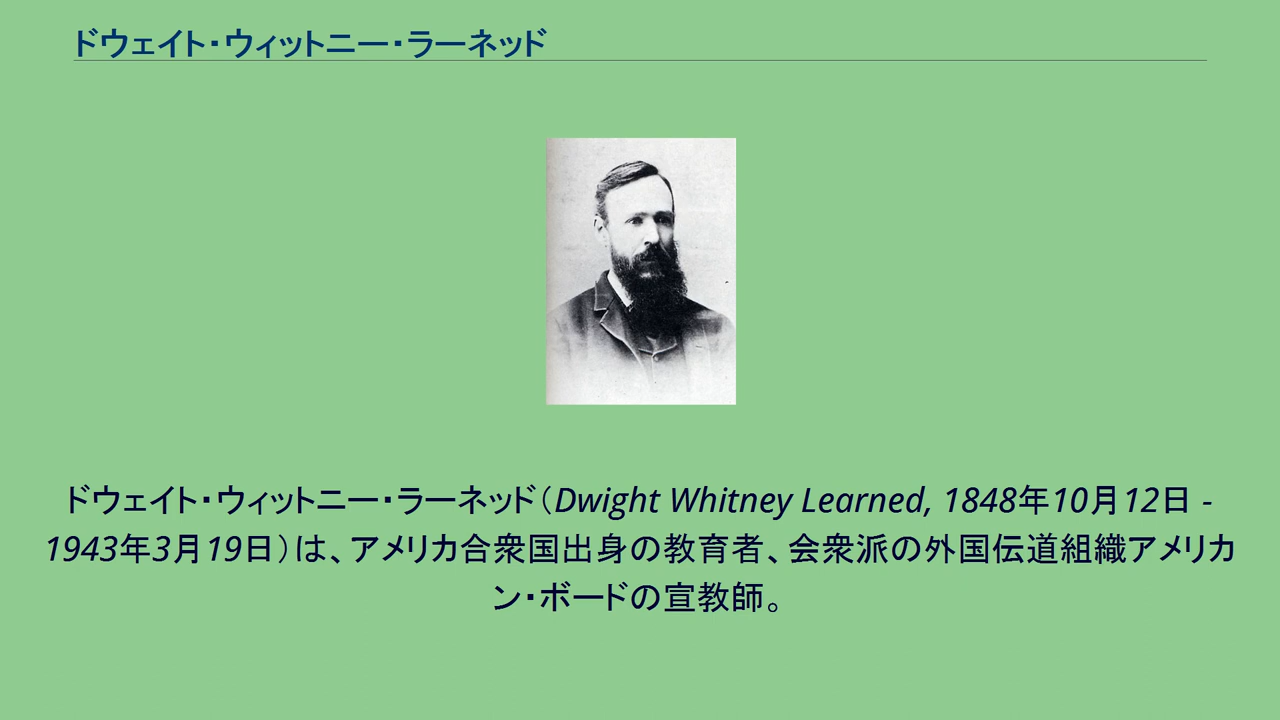 ドウェイト・ウィットニー・ラーネッド
ドウェイト・ウィットニー・ラーネッド（Dwight Whitney Learned, 1848年10月12日 -
1943年3月19日）は、アメリカ合衆国出身の教育者、会衆派の外国伝道組織アメリカ
ン・ボードの宣教師。